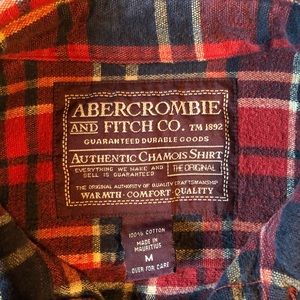 ABERCROMBIE
AND FITCH CO. TM 1892
GUARANTEED DURABLE GOODS
AUTHENTIC CHAMOIS SHIRT
EVERYTHING WE MAKE AND
SELL IS GUARANTEED
THE ORIGINAL
THE ORIGINAL AUTHORITY OF QUALITY CRAFTSMANSHIP
WARMTH · COMFORT · QUALITY
100% COTTON
MADE IN
MAURITIUS
M
OVER FOR CARE